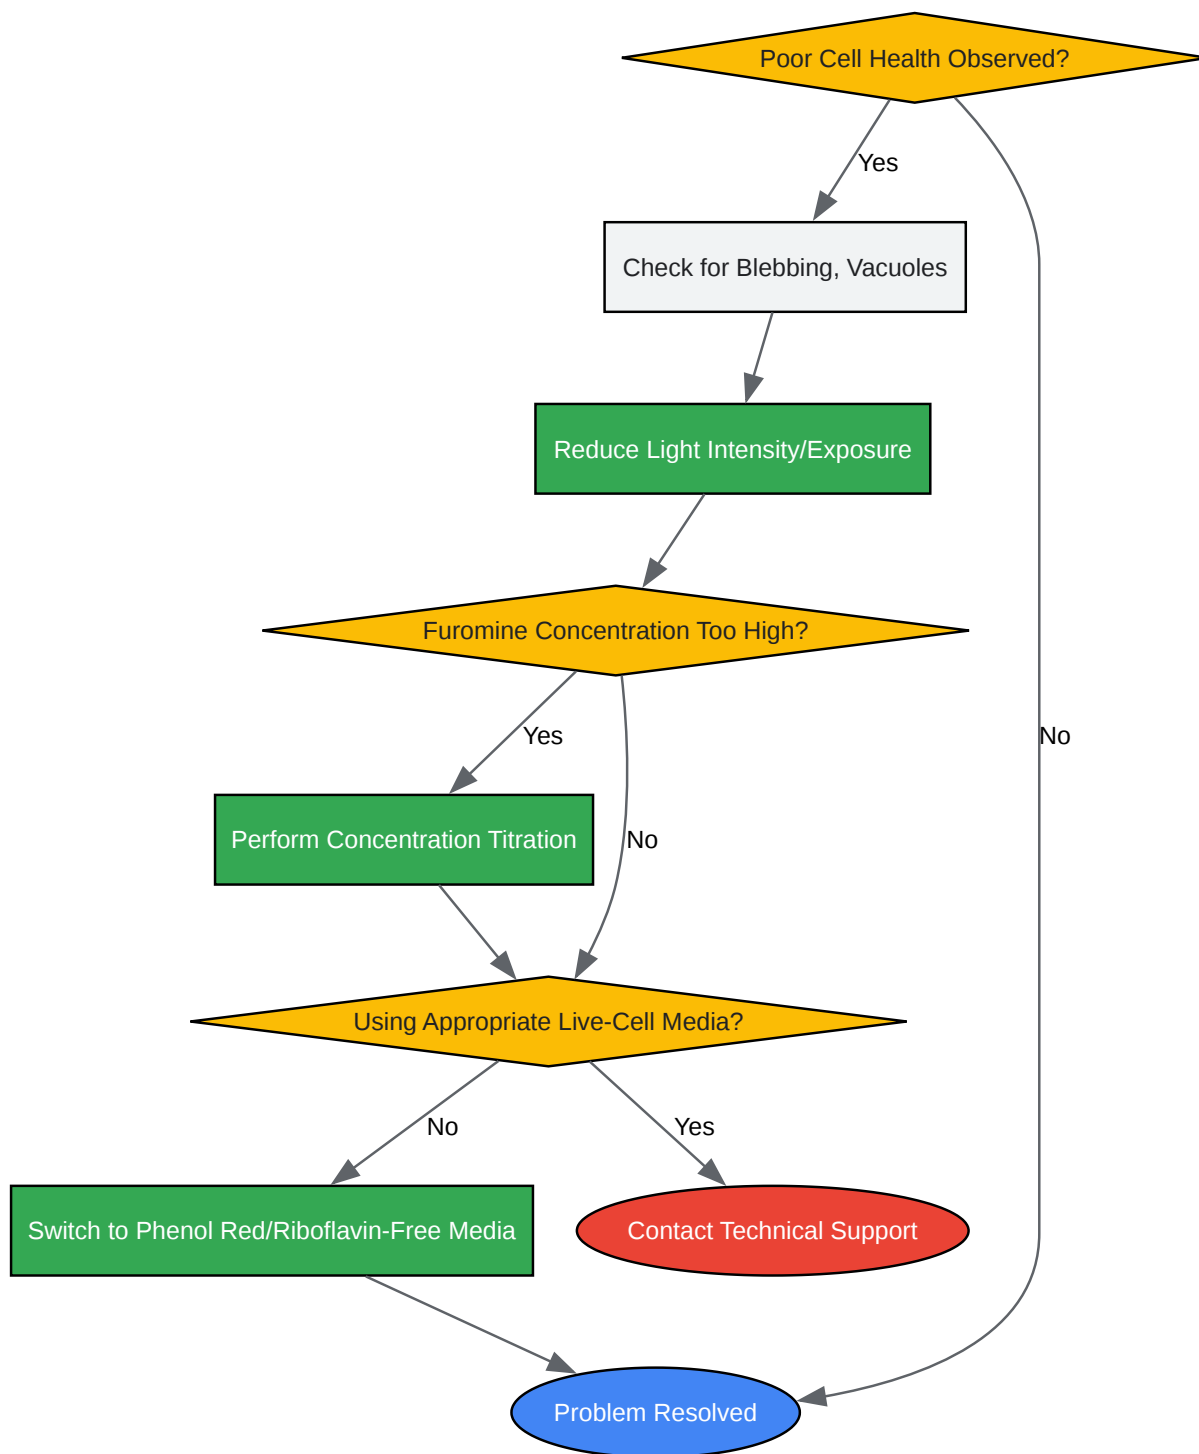 Poor Cell Health Observed?
Yes
Check for Blebbing, Vacuoles
Reduce Light Intensity/Exposure
Furomine Concentration Too High?
Yes
No
Perform Concentration Titration
No
Using Appropriate Live-Cell Media?
No
Yes
Switch to Phenol Red/Riboflavin-Free Media
Contact Technical Support
Problem Resolved